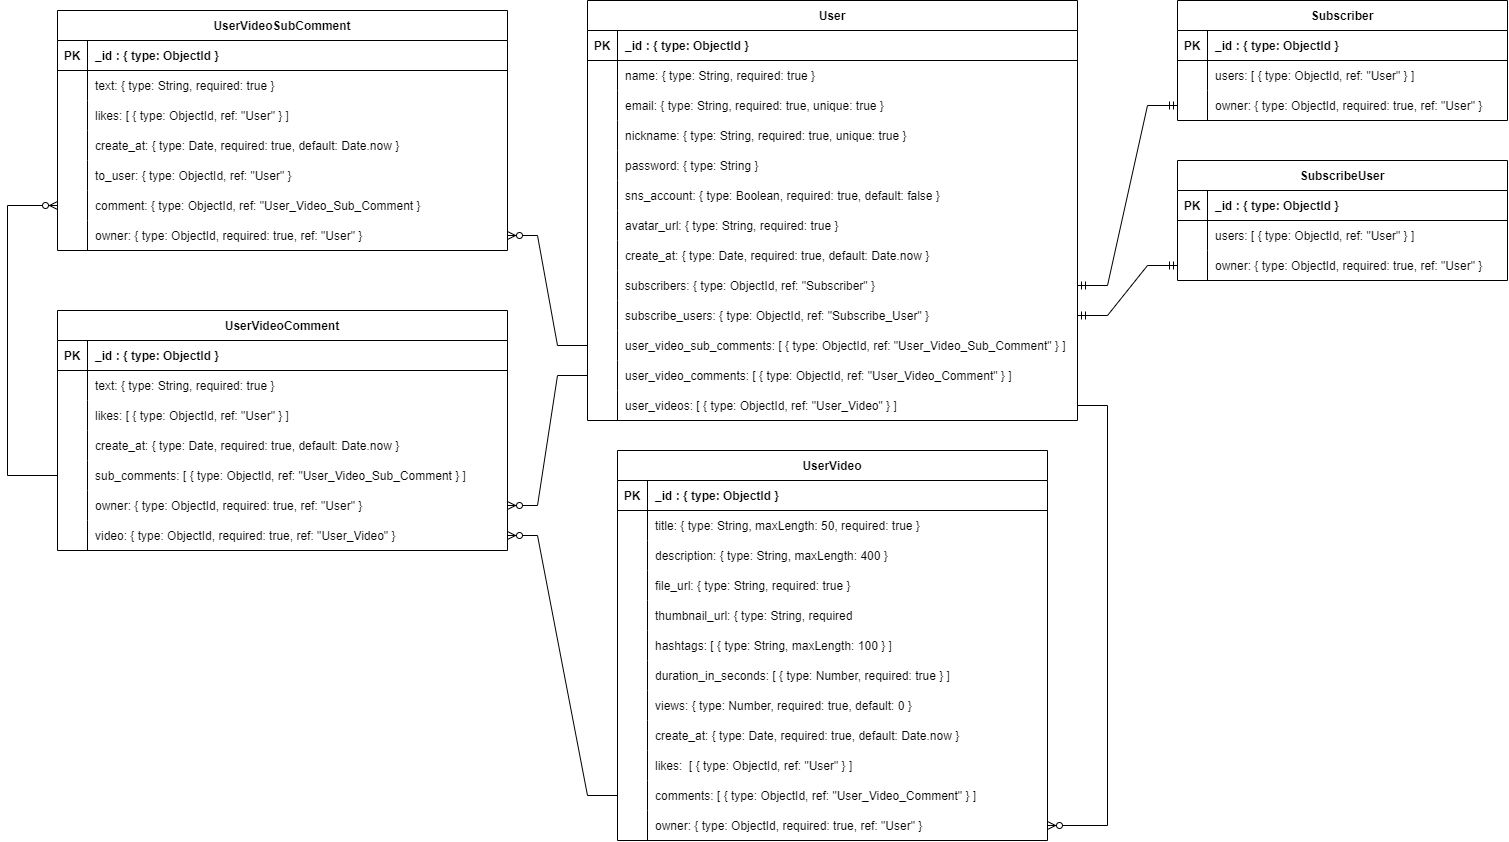 UserVideoSubComment
PK _id : { type: ObjectId }
text: { type: String, required: true }
likes: [ { type: ObjectId, ref: "User" } ]
create_at: { type: Date, required: true, default: Date.now }
to_user: { type: ObjectId, ref: "User" }
comment: { type: ObjectId, ref: "User_Video_Sub_Comment }
owner: { type: ObjectId, required: true, ref: "User" }
UserVideoComment
PK _id : { type: ObjectId }
text: { type: String, required: true }
likes: [ { type: ObjectId, ref: "User" } ]
create_at: { type: Date, required: true, default: Date.now }
sub_comments: [ { type: ObjectId, ref: "User_Video_Sub_Comment } ]
owner: { type: ObjectId, required: true, ref: "User" }
video: { type: ObjectId, required: true, ref: "User_Video" }
User
PK _id : { type: ObjectId }
name: { type: String, required: true }
email: { type: String, required: true, unique: true }
nickname: { type: String, required: true, unique: true }
password: { type: String }
sns_account: { type: Boolean, required: true, default: false }
avatar_url: { type: String, required: true }
create_at: { type: Date, required: true, default: Date.now }
subscribers: { type: ObjectId, ref: "Subscriber" }
subscribe_users: { type: ObjectId, ref: "Subscribe_User" }
user_video_sub_comments: [ { type: ObjectId, ref: "User_Video_Sub_Comment" } ]
user_video_comments: [ { type: ObjectId, ref: "User_Video_Comment" } ]
user_videos: [ { type: ObjectId, ref: "User_Video" } ]
UserVideo
PK _id : { type: ObjectId }
title: { type: String, maxLength: 50, required: true }
description: { type: String, maxLength: 400 }
file_url: { type: String, required: true }
thumbnail_url: { type: String, required
hashtags: [ { type: String, maxLength: 100 } ]
duration_in_seconds: [ { type: Number, required: true } ]
views: { type: Number, required: true, default: 0 }
create_at: { type: Date, required: true, default: Date.now }
likes: [ { type: ObjectId, ref: "User" } ]
comments: [ { type: ObjectId, ref: "User_Video_Comment" } ]
owner: { type: ObjectId, required: true, ref: "User" }
Subscriber
PK _id : { type: ObjectId }
users: [ { type: ObjectId, ref: "User" } ]
owner: { type: ObjectId, required: true, ref: "User" }
SubscribeUser
PK _id : { type: ObjectId }
users: [ { type: ObjectId, ref: "User" } ]
owner: { type: ObjectId, required: true, ref: "User" }